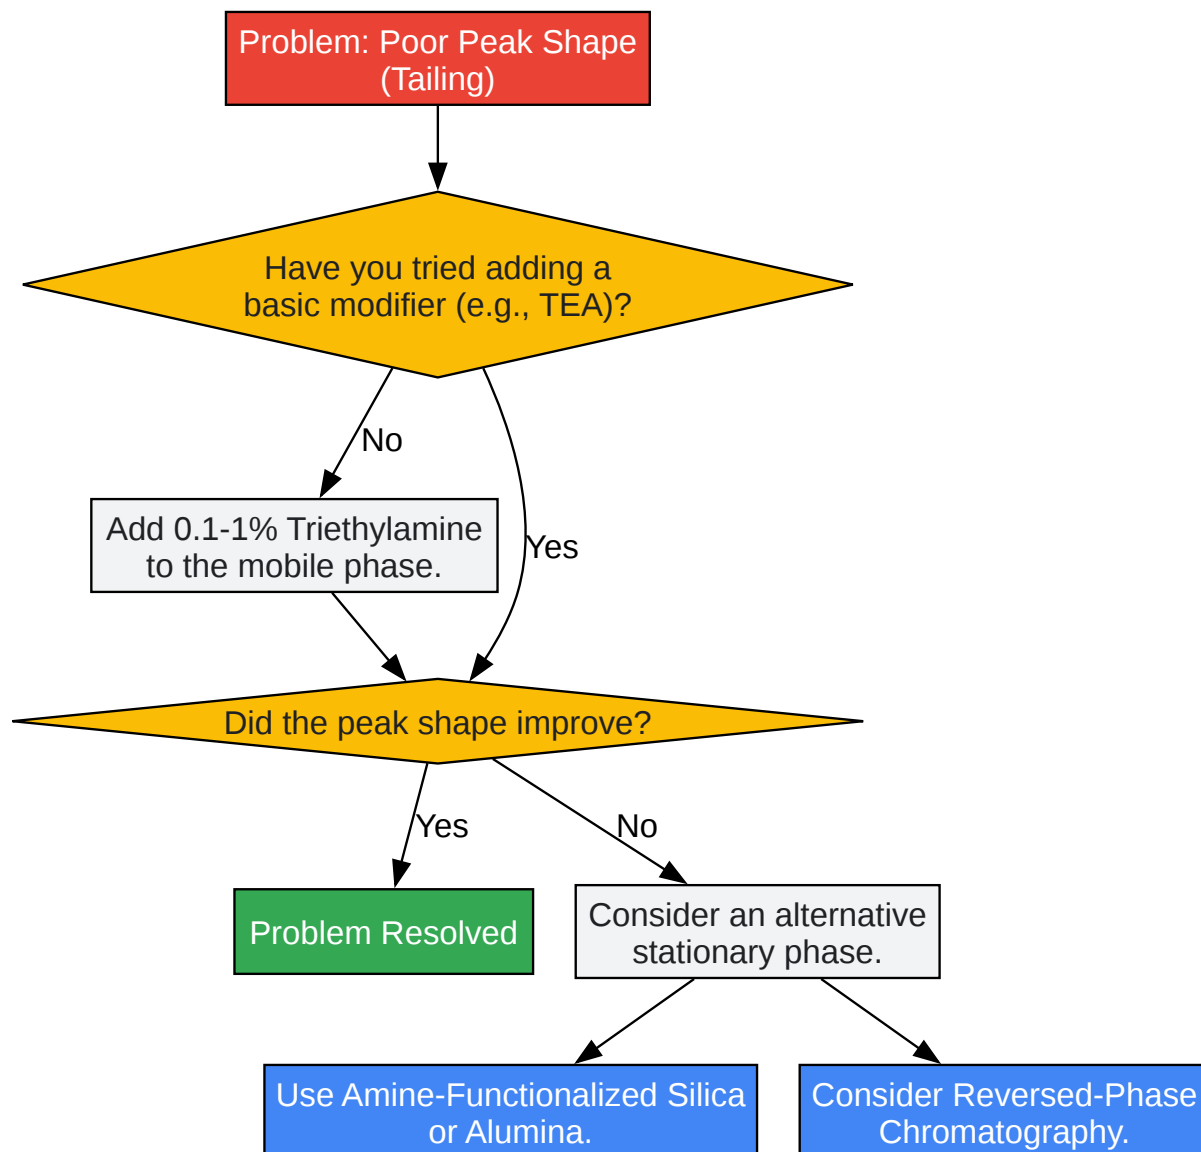 Problem: Poor Peak Shape
(Tailing)
Have you tried adding a
basic modifier (e.g., TEA)?
No
Add 0.1-1% Triethylamine
to the mobile phase.
Yes
Did the peak shape improve?
Yes
No
Problem Resolved
Consider an alternative
stationary phase.
Use Amine-Functionalized Silica
or Alumina.
Consider Reversed-Phase
Chromatography.